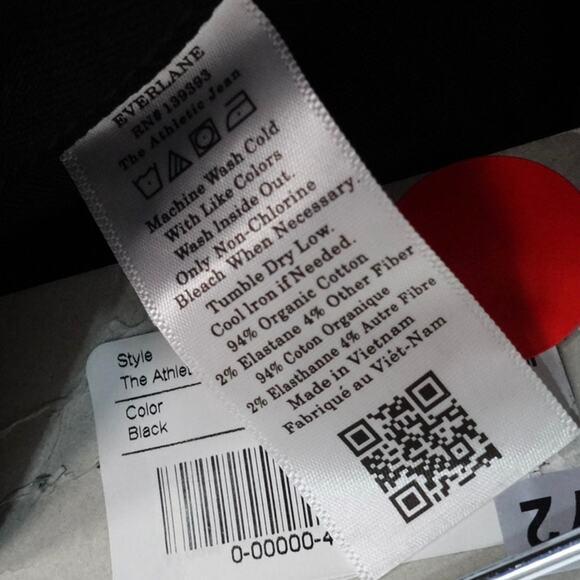 EVERLANE
RN# 139393
The Athletic Jean
Machine Wash Cold
With Like Colors
Wash Inside Out.
Only Non-Chlorine
Bleach When Necessary.
Tumble Dry Low.
Cool Iron if Needed.
94% Organic Cotton
2% Elastane 4% Other Fiber
94% Coton Organique
2% Elasthanne 4% Autre Fibre
Made in Vietnam
Fabriqué au Viêt-Nam
Style
The Athlet
Color
Black
0-00000-4